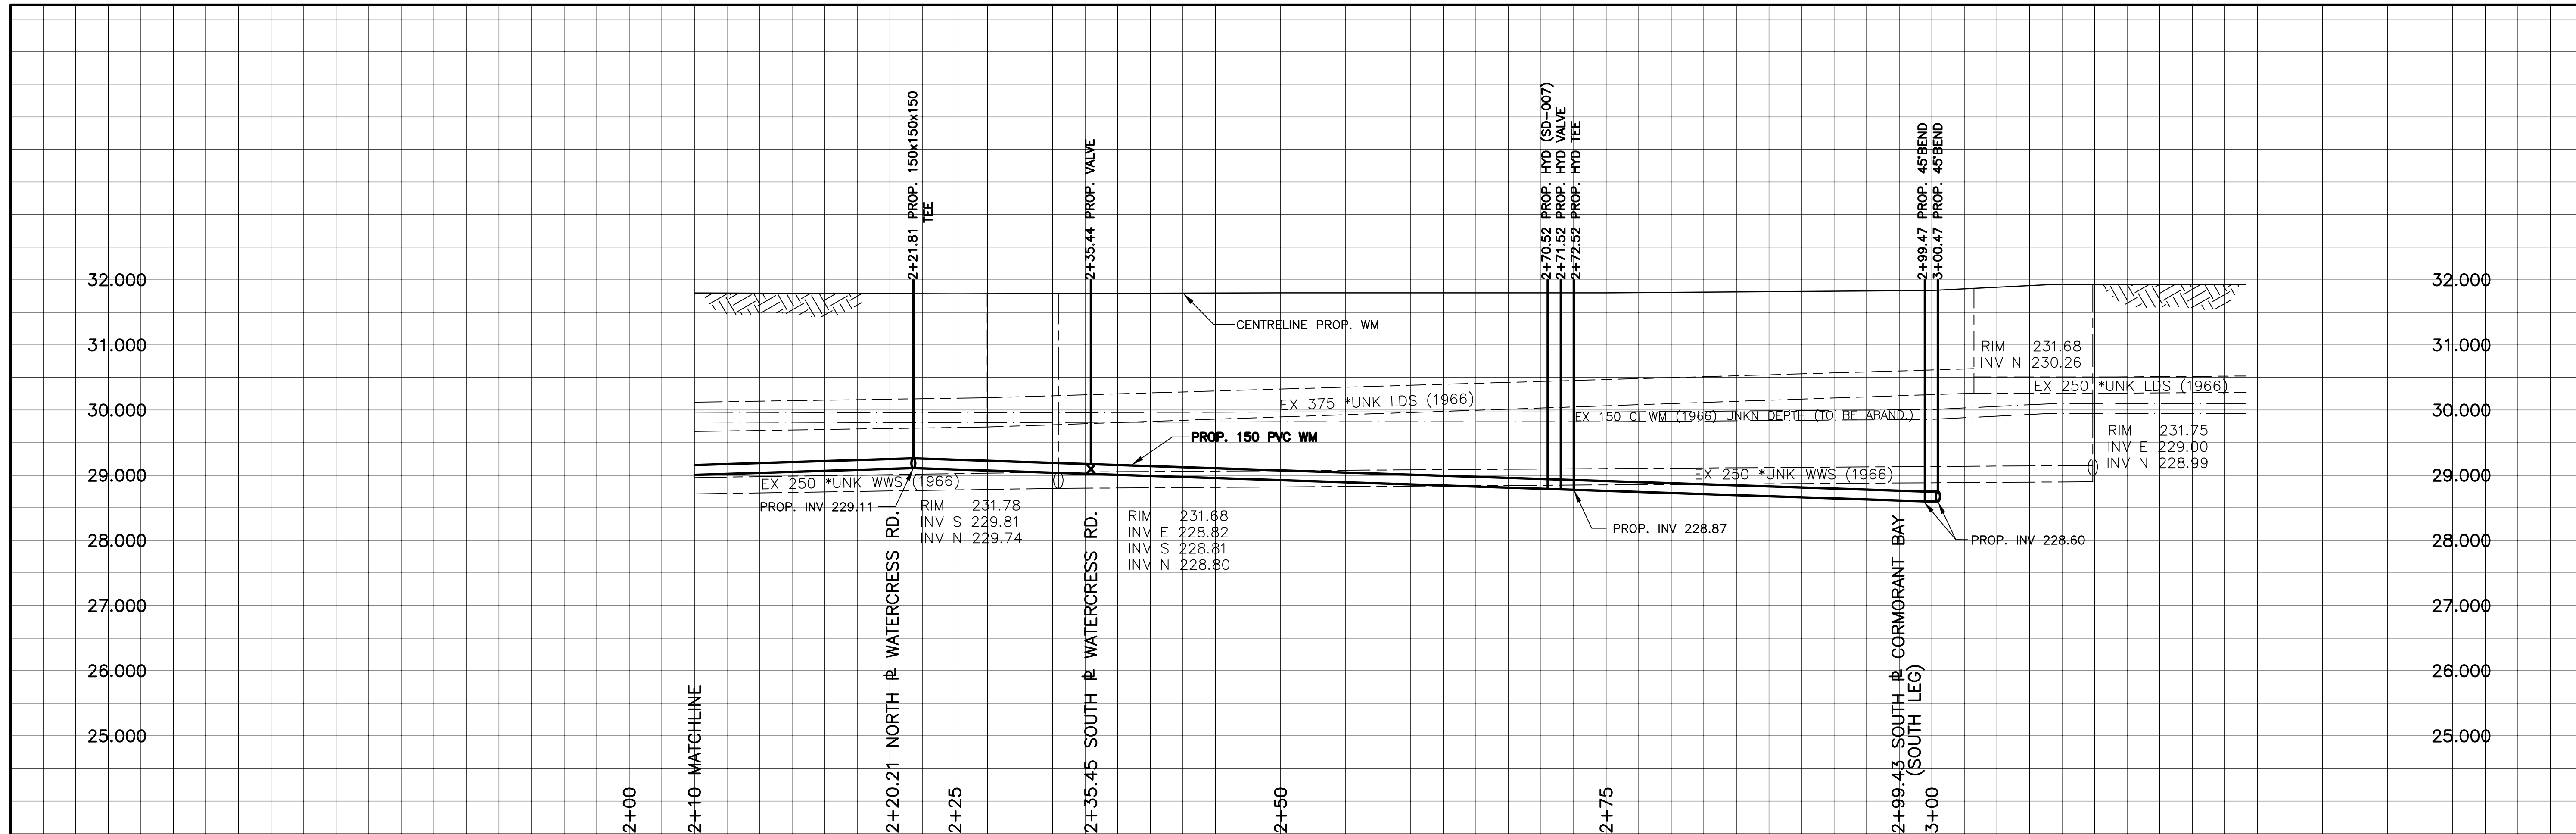 2+21.81 PROP. 150x150x150
TEE
2+35.44 PROP. VALVE
2+70.52 PROP. HYD (SD-007)
2+71.52 PROP. HYD VALVE
2+72.52 PROP. HYD TEE
2+99.47 PROP. 45°BEND
3+00.47 PROP. 45°BEND
32.000
32.000
CENTRELINE PROP. WM
31.000
31.000
RIM 231.68
INV N 230.26
EX 250 *UNK LDS (1966)
EX 375 *UNK LDS (1966)
30.000
30.000
EX 150 CI WM (1966) UNKN DEPTH (TO BE ABAND.)
PROP. 150 PVC WM
RIM 231.75
INV E 229.00
INV N 228.99
29.000
29.000
EX 250 *UNK WWS (1966)
EX 250 *UNK WWS (1966)
PROP. INV 229.11
RIM 231.78
INV S 229.81
INV N 229.74
RIM 231.68
INV E 228.82
INV S 228.81
INV N 228.80
PROP. INV 228.87
PROP. INV 228.60
28.000
28.000
27.000
27.000
26.000
26.000
25.000
25.000
2+00
2+10 MATCHLINE
2+20.21 NORTH PL WATERCRESS RD.
2+25
2+35.45 SOUTH PL WATERCRESS RD.
2+50
2+75
2+99.43 SOUTH PL CORMORANT BAY
(SOUTH LEG)
3+00